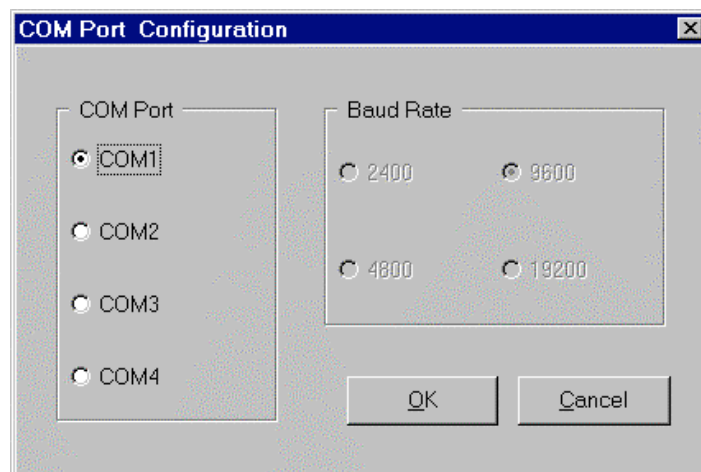 COM Port  Configuration
COM Port
COM1
COM2
COM3
COM4
Baud Rate
2400
9600
4800
19200
OK
Cancel